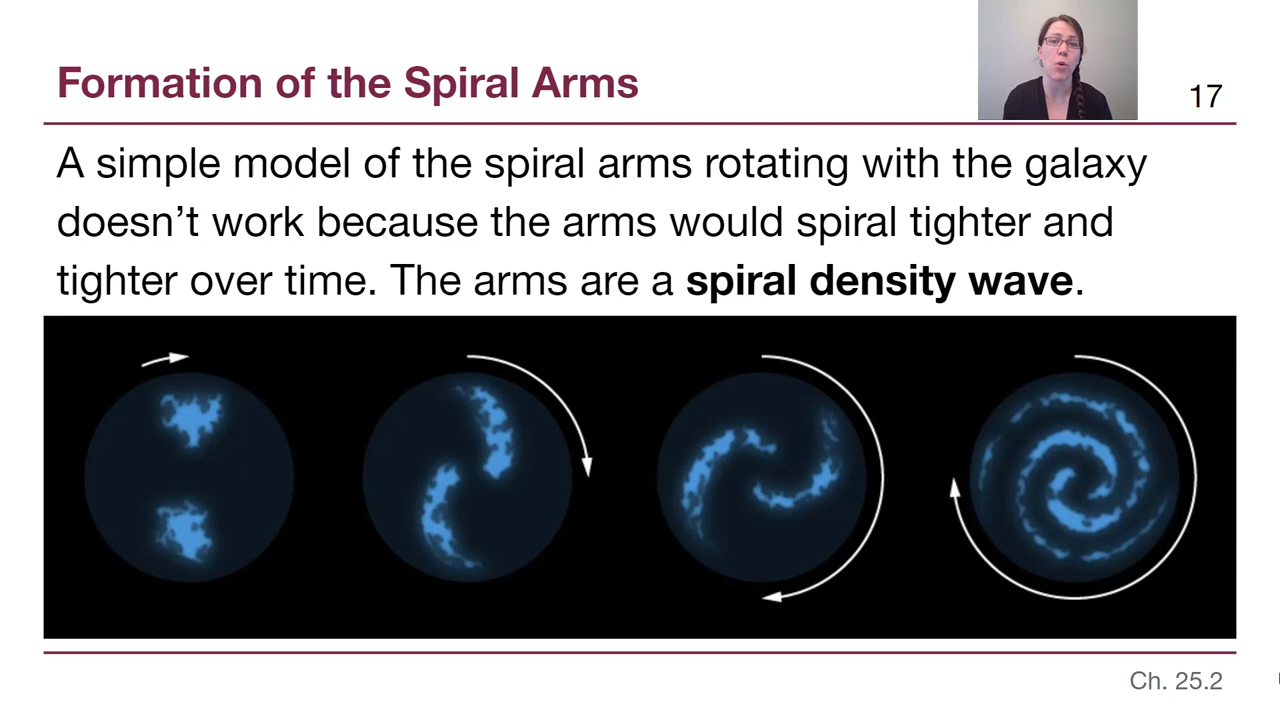 Formation of the Spiral Arms
17
A simple model of the spiral arms rotating with the galaxy
doesn’t work because the arms would spiral tighter and
tighter over time. The arms are a spiral density wave.
Ch. 25.2